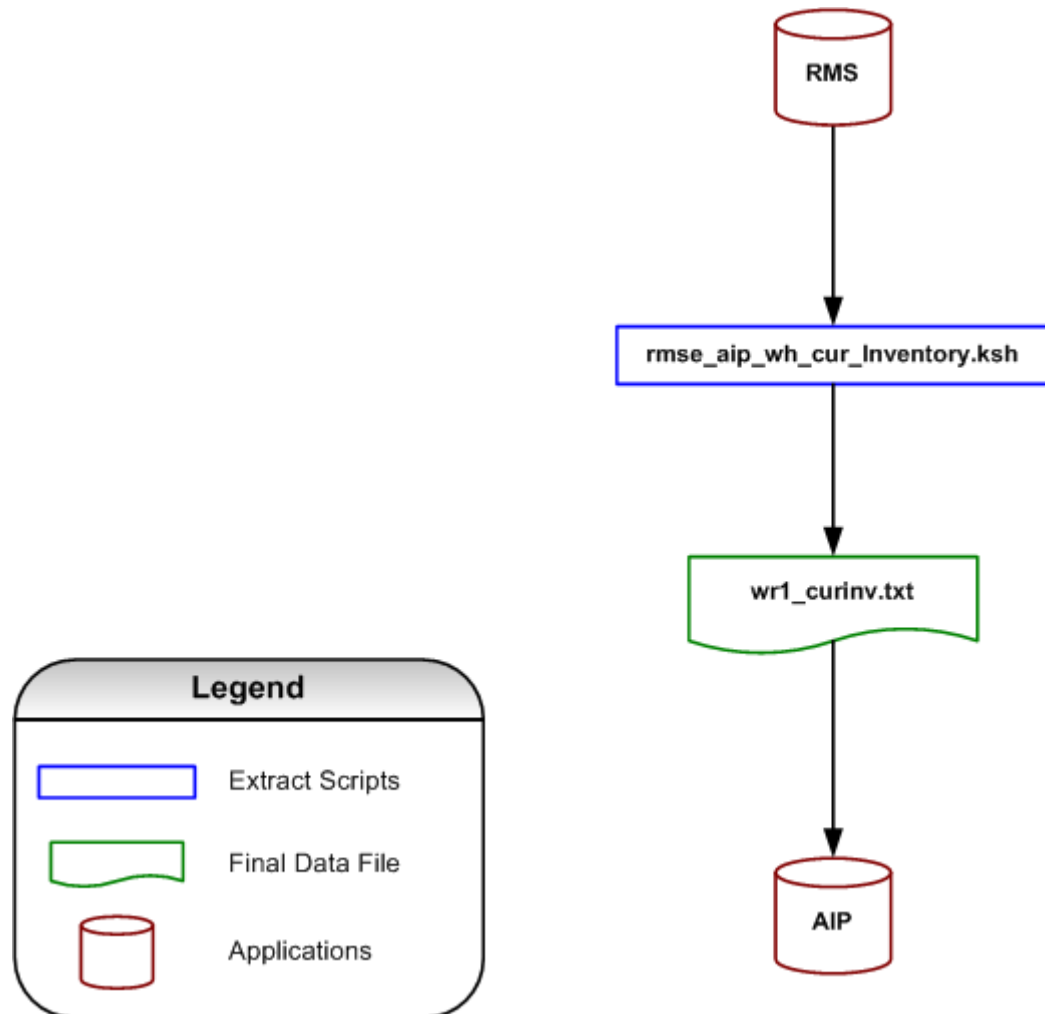 RMS
rmse_aip_wh_cur_Inventory.ksh
wr1_curinv.txt
AIP
Legend
Extract Scripts
Final Data File
Applications